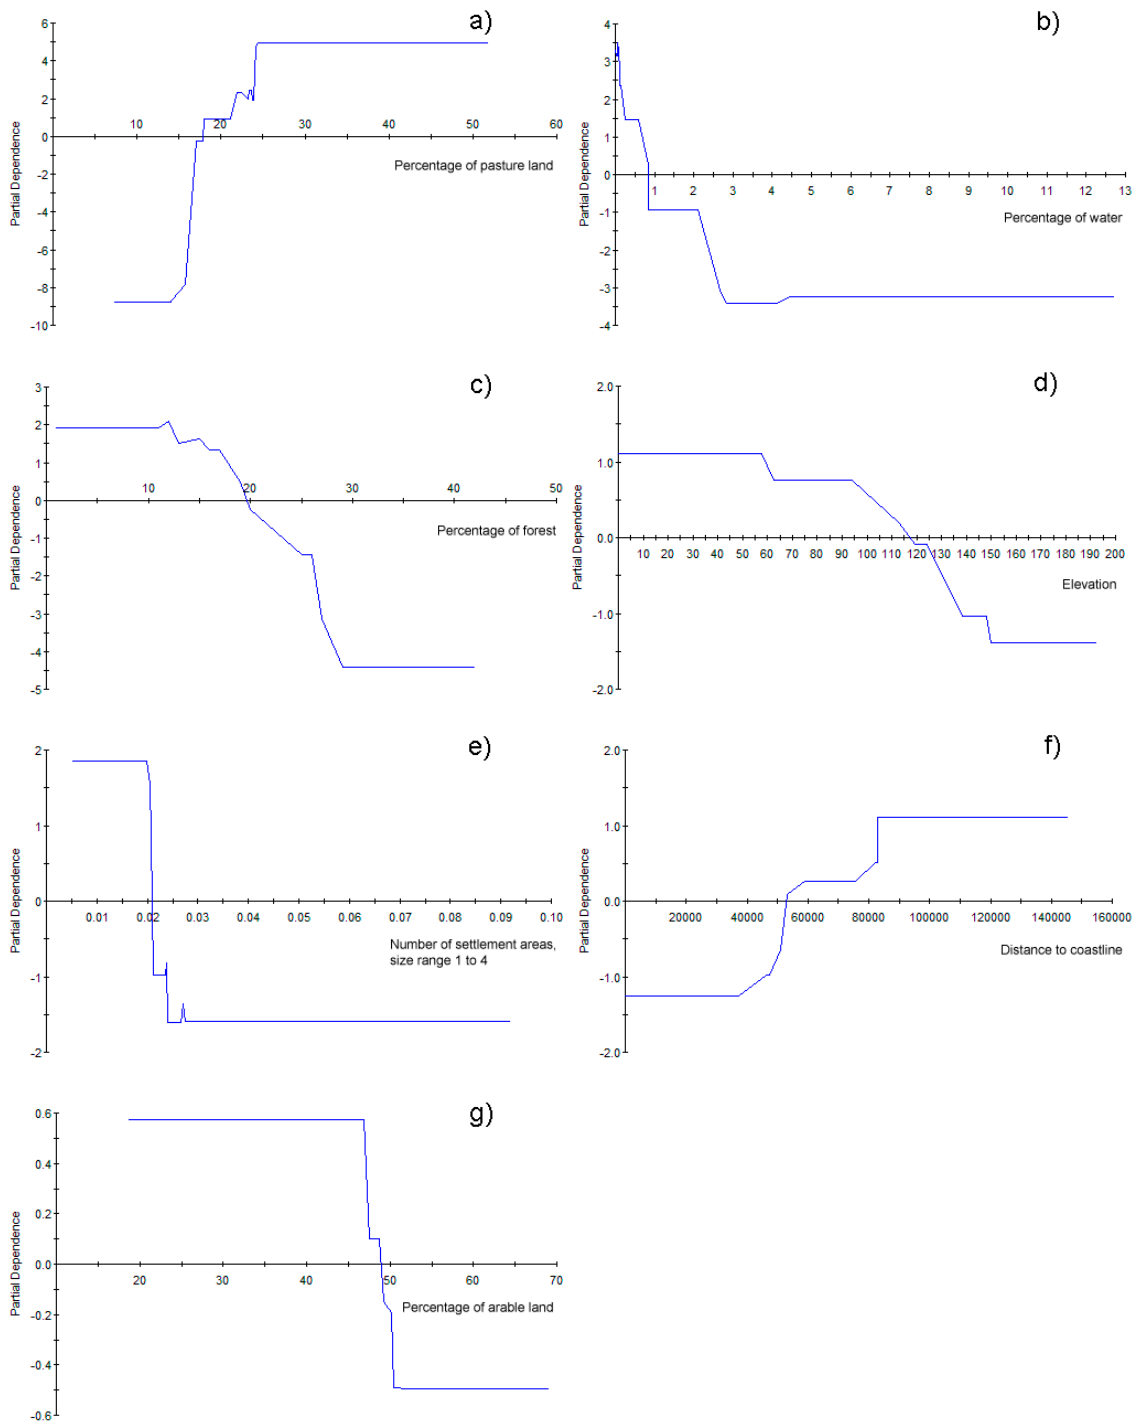 a)
6
4
2
0
-2
-4
-6
-8
-10
10 20 30 40 50 60
Partial Dependence
Percentage of pasture land
b)
4
3
2
1
0
-1
-2
-3
-4
1 2 3 4 5 6 7 8 9 10 11 12 13
Partial Dependence
Percentage of water
c)
3
2
1
0
-1
-2
-3
-4
-5
10 20 30 40 50
Partial Dependence
Percentage of forest
d)
2.0
1.0
0.0
-1.0
-2.0
10 20 30 40 50 60 70 80 90 100 110 120 130 140 150 160 170 180 190 200
Partial Dependence
Elevation
e)
2
1
0
-1
-2
0.01 0.02 0.03 0.04 0.05 0.06 0.07 0.08 0.09 0.10
Partial Dependence
Number of settlement areas,
size range 1 to 4
f)
2.0
1.0
0.0
-1.0
-2.0
20000 40000 60000 80000 100000 120000 140000 160000
Partial Dependence
Distance to coastline
g)
0.6
0.4
0.2
0.0
-0.2
-0.4
-0.6
20 30 40 50 60 70
Partial Dependence
Percentage of arable land